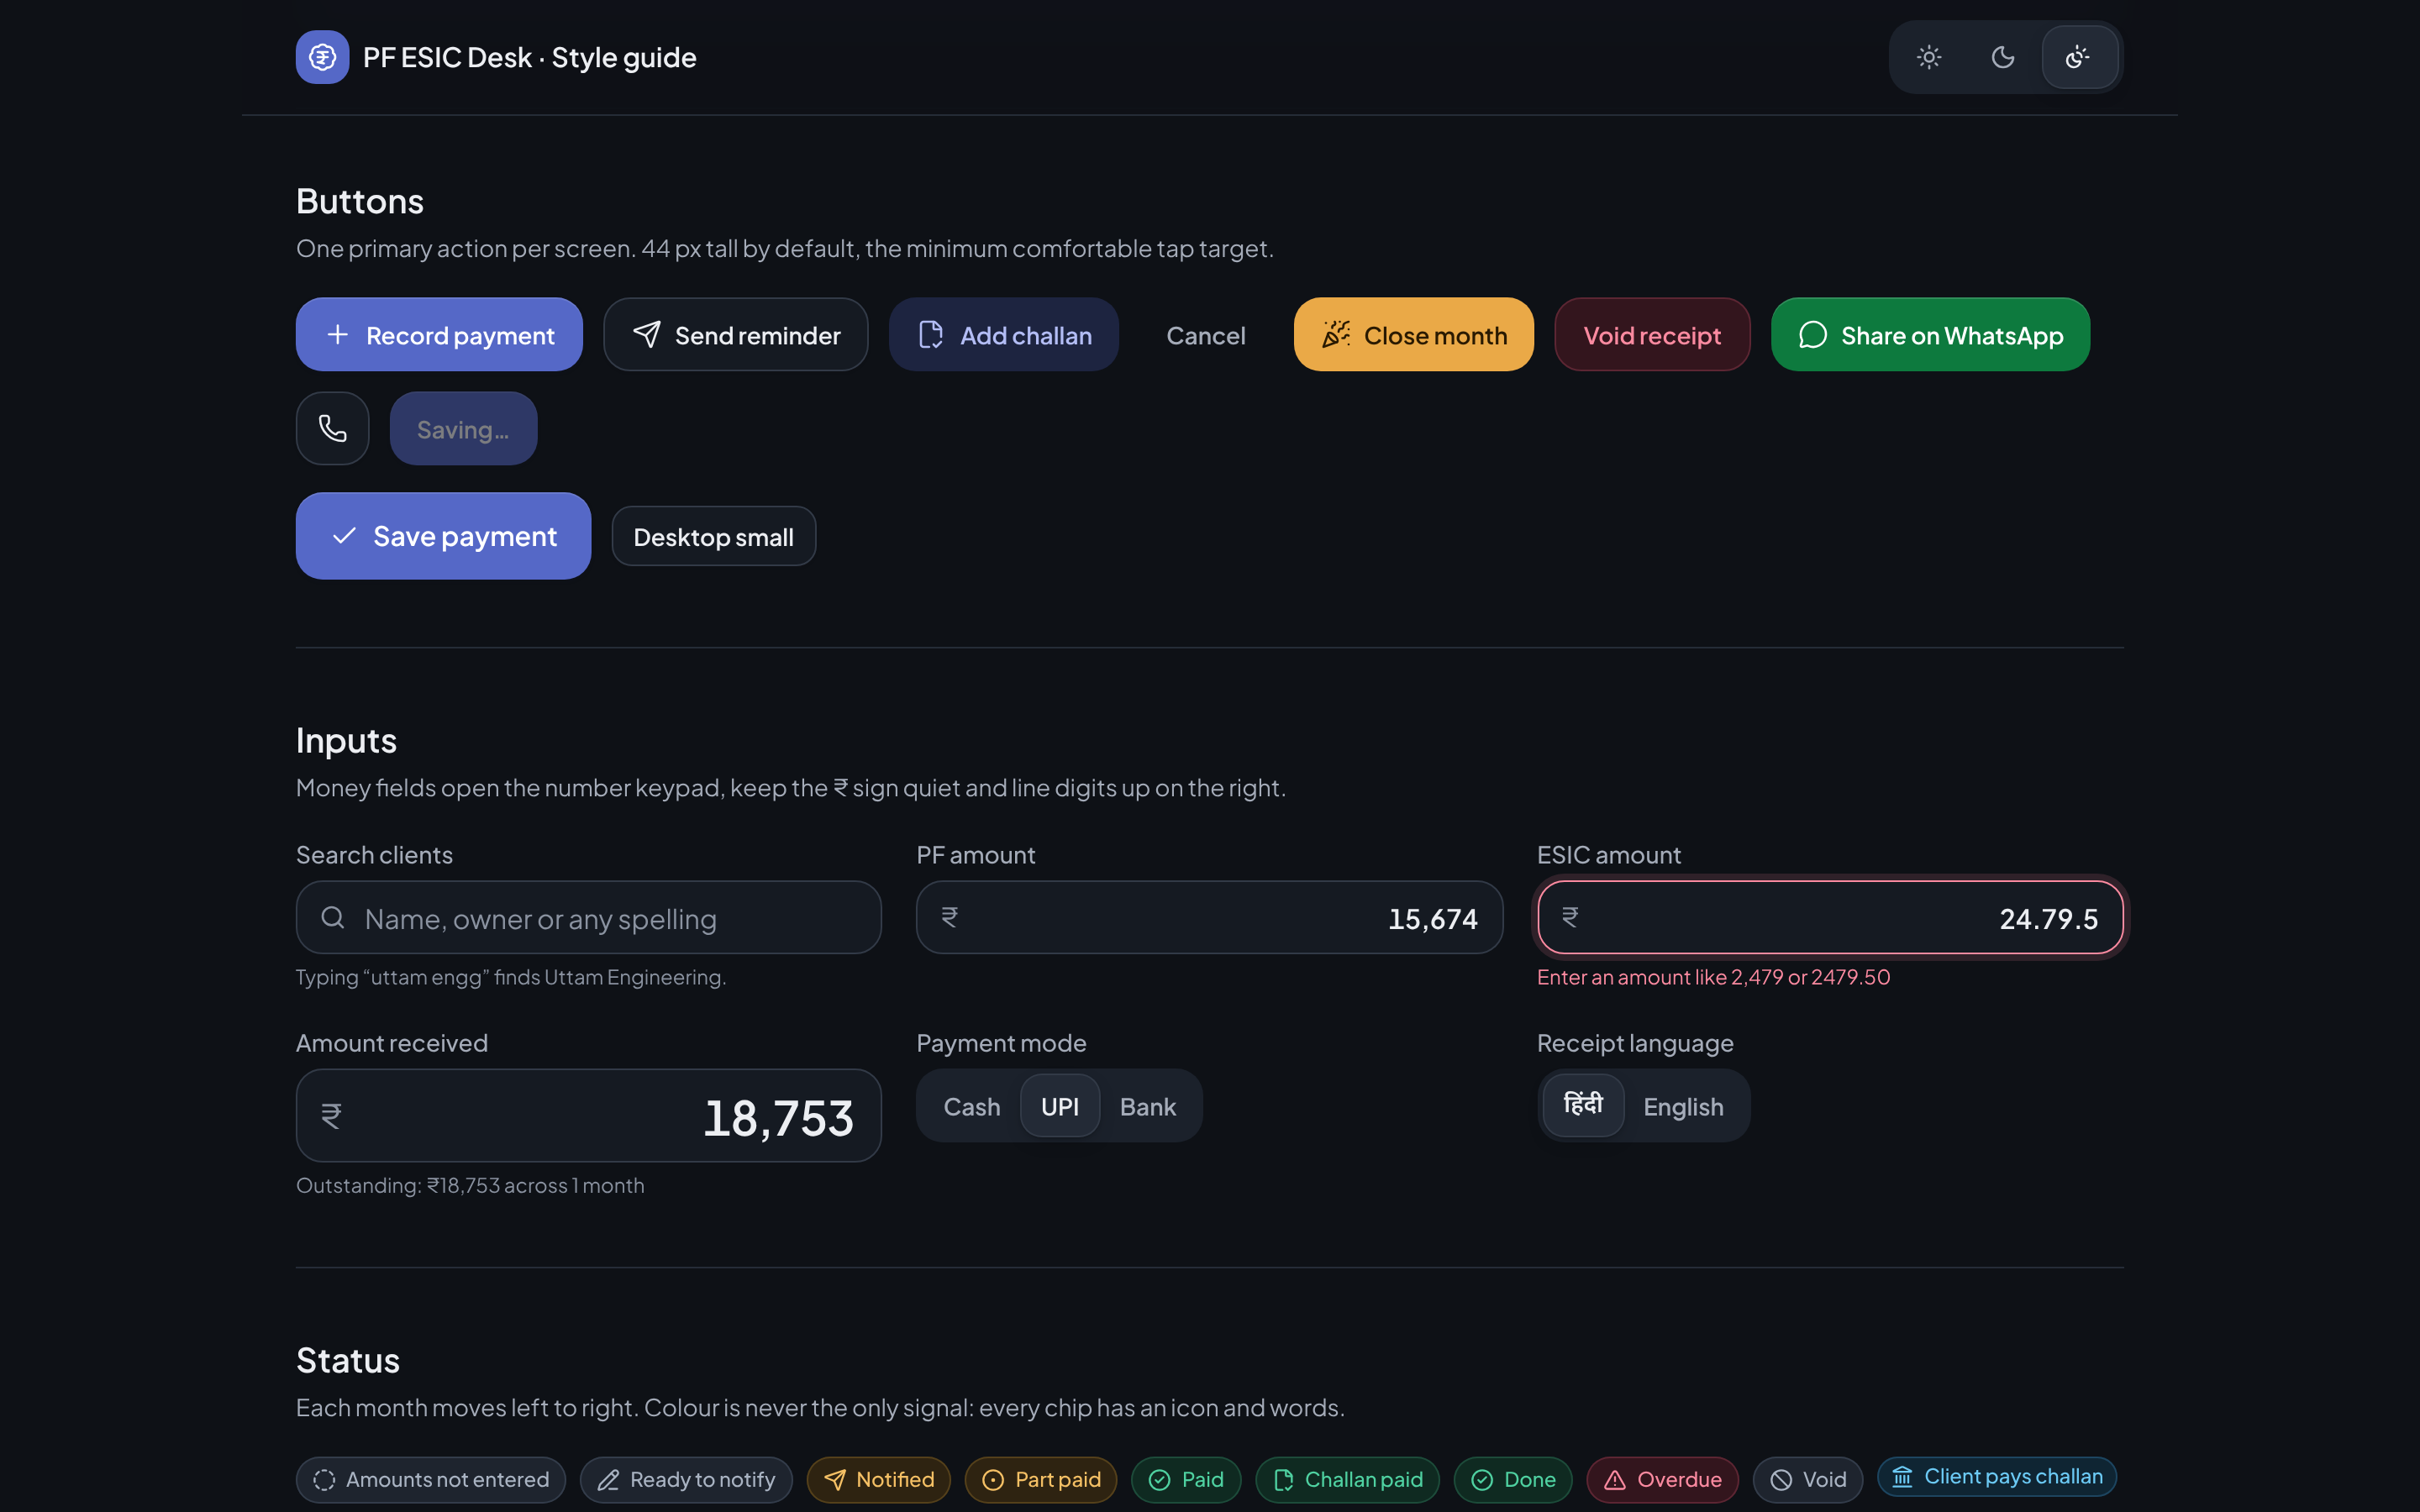 PF ESIC Desk · Style guide
Buttons
One primary action per screen. 44 px tall by default, the minimum comfortable tap target.
Record payment
Send reminder
Add challan
Cancel
Close month
Void receipt
Share on WhatsApp
Saving…
Save payment
Desktop small
Inputs
Money fields open the number keypad, keep the ₹ sign quiet and line digits up on the right.
Search clients
Name, owner or any spelling
Typing “uttam engg” finds Uttam Engineering.
PF amount
₹ 15,674
ESIC amount
₹ 24.79.5
Enter an amount like 2,479 or 2479.50
Amount received
₹ 18,753
Outstanding: ₹18,753 across 1 month
Payment mode
Cash UPI Bank
Receipt language
हिंदी English
Status
Each month moves left to right. Colour is never the only signal: every chip has an icon and words.
Amounts not entered
Ready to notify
Notified
Part paid
Paid
Challan paid
Done
Overdue
Void
Client pays challan